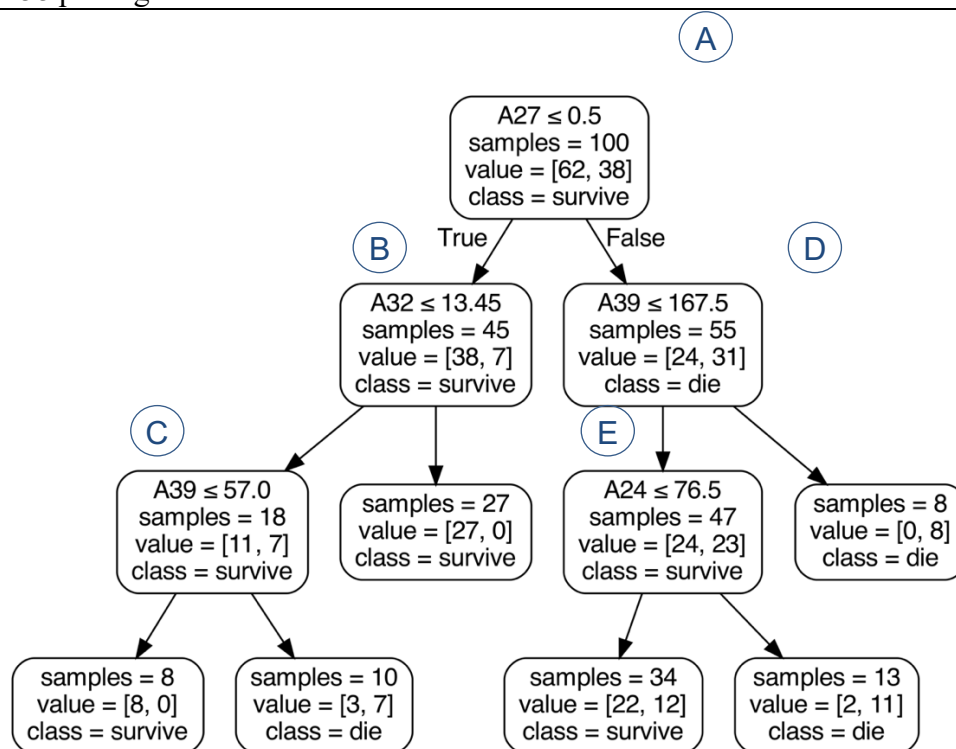 A
A27 ≤ 0.5
samples = 100
value = [62, 38]
class = survive
True
False
B
D
A32 ≤ 13.45
samples = 45
value = [38, 7]
class = survive
A39 ≤ 167.5
samples = 55
value = [24, 31]
class = die
C
E
A39 ≤ 57.0
samples = 18
value = [11, 7]
class = survive
samples = 27
value = [27, 0]
class = survive
A24 ≤ 76.5
samples = 47
value = [24, 23]
class = survive
samples = 8
value = [0, 8]
class = die
samples = 8
value = [8, 0]
class = survive
samples = 10
value = [3, 7]
class = die
samples = 34
value = [22, 12]
class = survive
samples = 13
value = [2, 11]
class = die